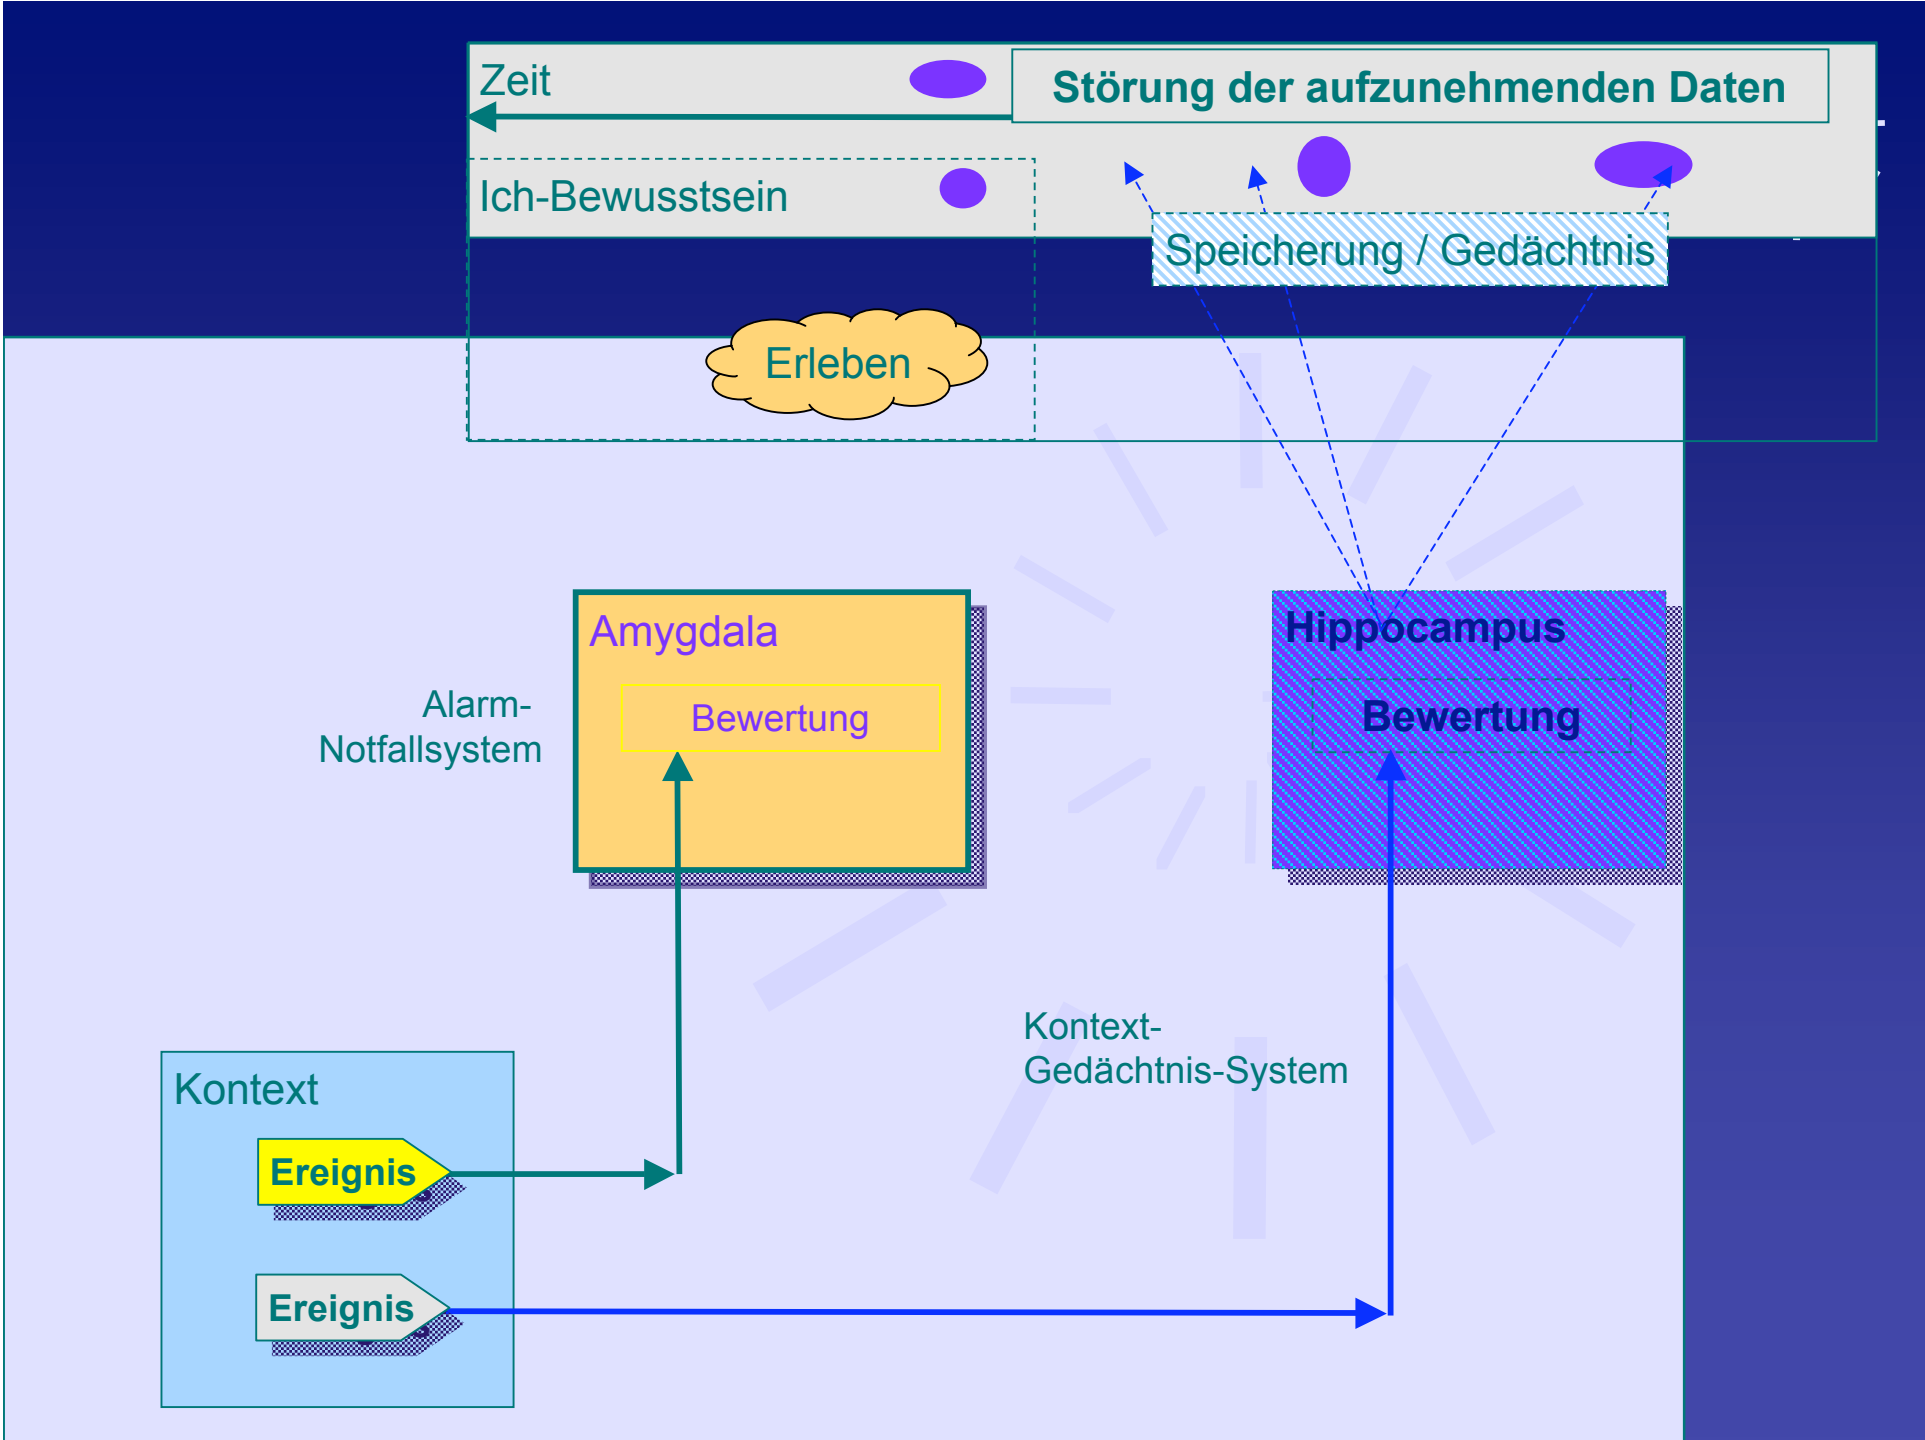 Zeit
Störung der aufzunehmenden Daten
Ich-Bewusstsein
Speicherung / Gedächtnis
Erleben
Amygdala
Bewertung
Hippocampus
Bewertung
Alarm-
Notfallsystem
Kontext-
Gedächtnis-System
Kontext
Ereignis
Ereignis